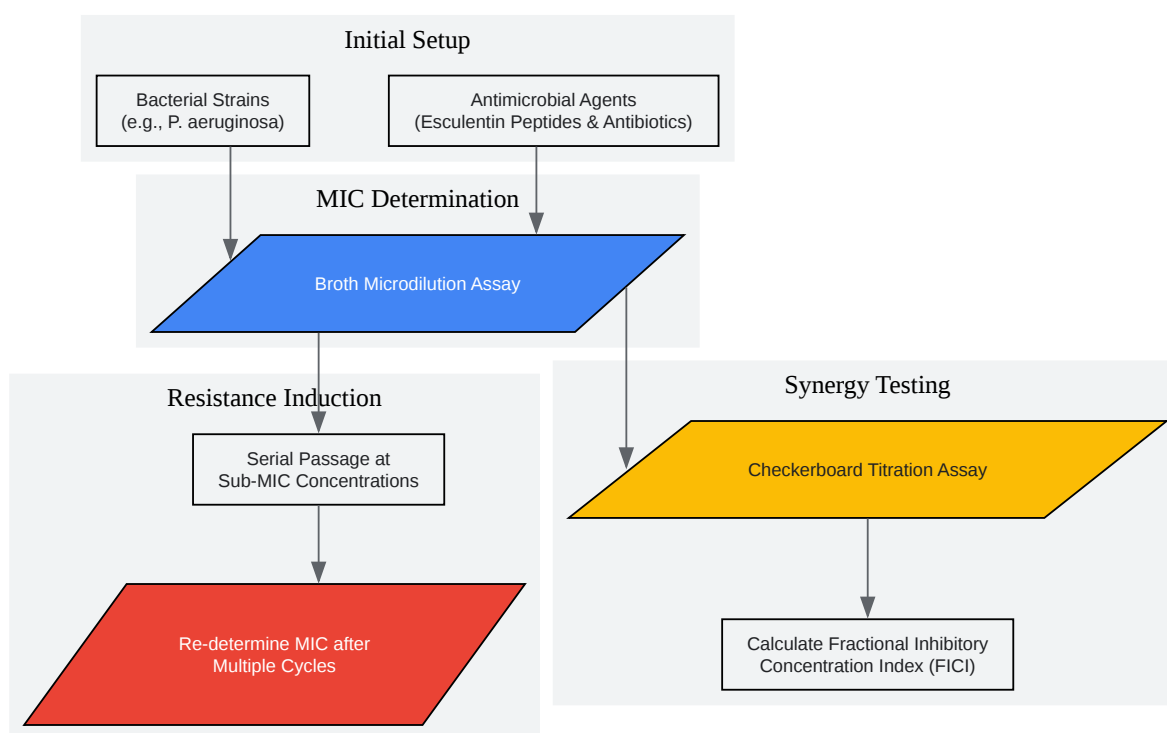 Initial Setup
Bacterial Strains
(e.g., P. aeruginosa)
Antimicrobial Agents
(Esculentin Peptides & Antibiotics)
MIC Determination
Broth Microdilution Assay
Resistance Induction
Serial Passage at
Sub-MIC Concentrations
Re-determine MIC after
Multiple Cycles
Synergy Testing
Checkerboard Titration Assay
Calculate Fractional Inhibitory
Concentration Index (FICI)